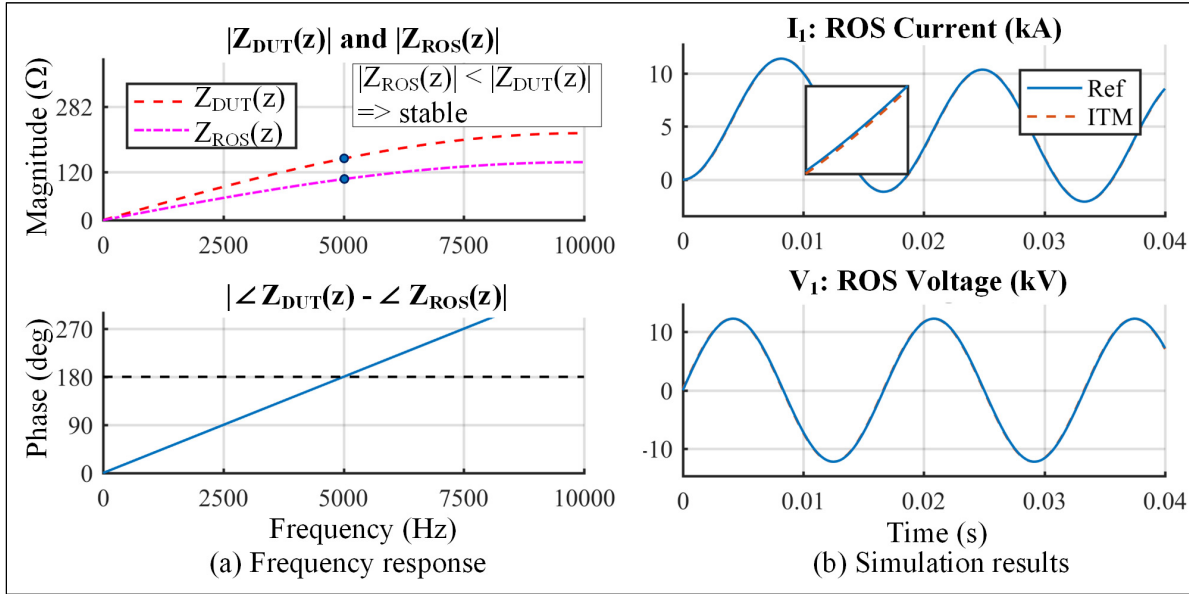 |Z_DUT(z)| and |Z_ROS(z)|
Magnitude (Ω)
282
120
0
Z_DUT(z)
Z_ROS(z)
|Z_ROS(z)| < |Z_DUT(z)|
=> stable
0 2500 5000 7500 10000
|∠ Z_DUT(z) - ∠ Z_ROS(z)|
Phase (deg)
270
180
90
0
0 2500 5000 7500 10000
Frequency (Hz)
(a) Frequency response
I₁: ROS Current (kA)
10
5
0
Ref
ITM
0 0.01 0.02 0.03 0.04
V₁: ROS Voltage (kV)
10
0
-10
0 0.01 0.02 0.03 0.04
Time (s)
(b) Simulation results